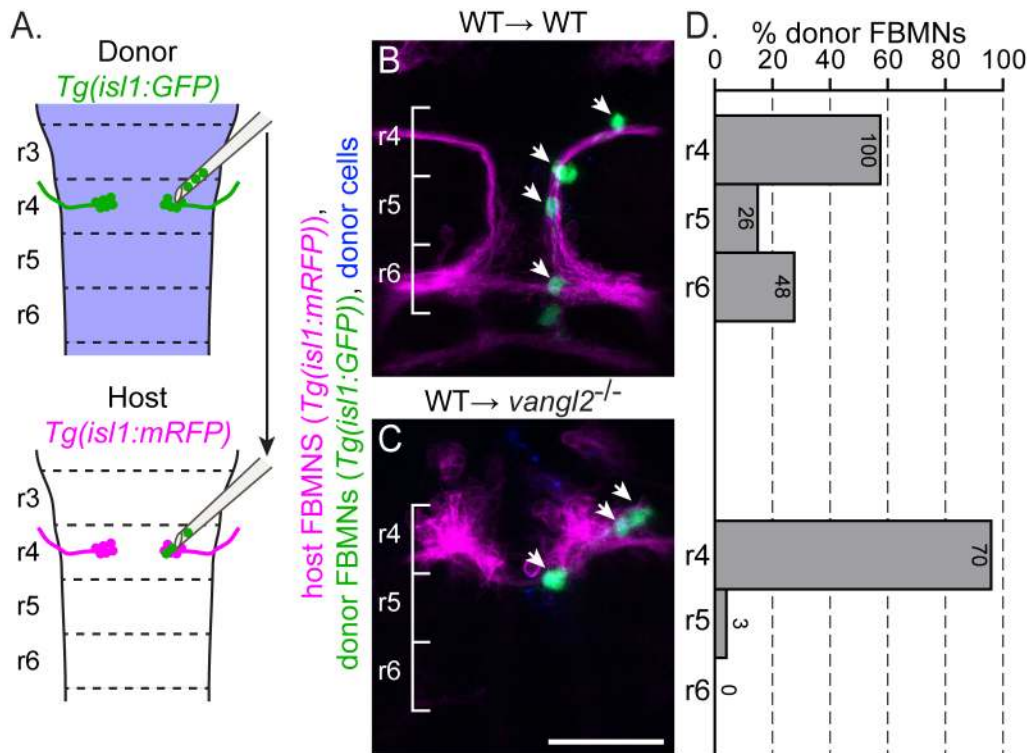 A.
Donor
Tg(isl1:GFP)
r3
r4
r5
r6
Host
Tg(isl1:mRFP)
r3
r4
r5
r6
host FBMNS (Tg(isl1:mRFP)),
donor FBMNs (Tg(isl1:GFP)), donor cells
WT→ WT
B
r4
r5
r6
WT→ vangl2-/-
C
r4
r5
r6
D.
% donor FBMNs
0 20 40 60 80 100
r4 100
r5 26
r6 48
r4 70
r5 3
r6 0